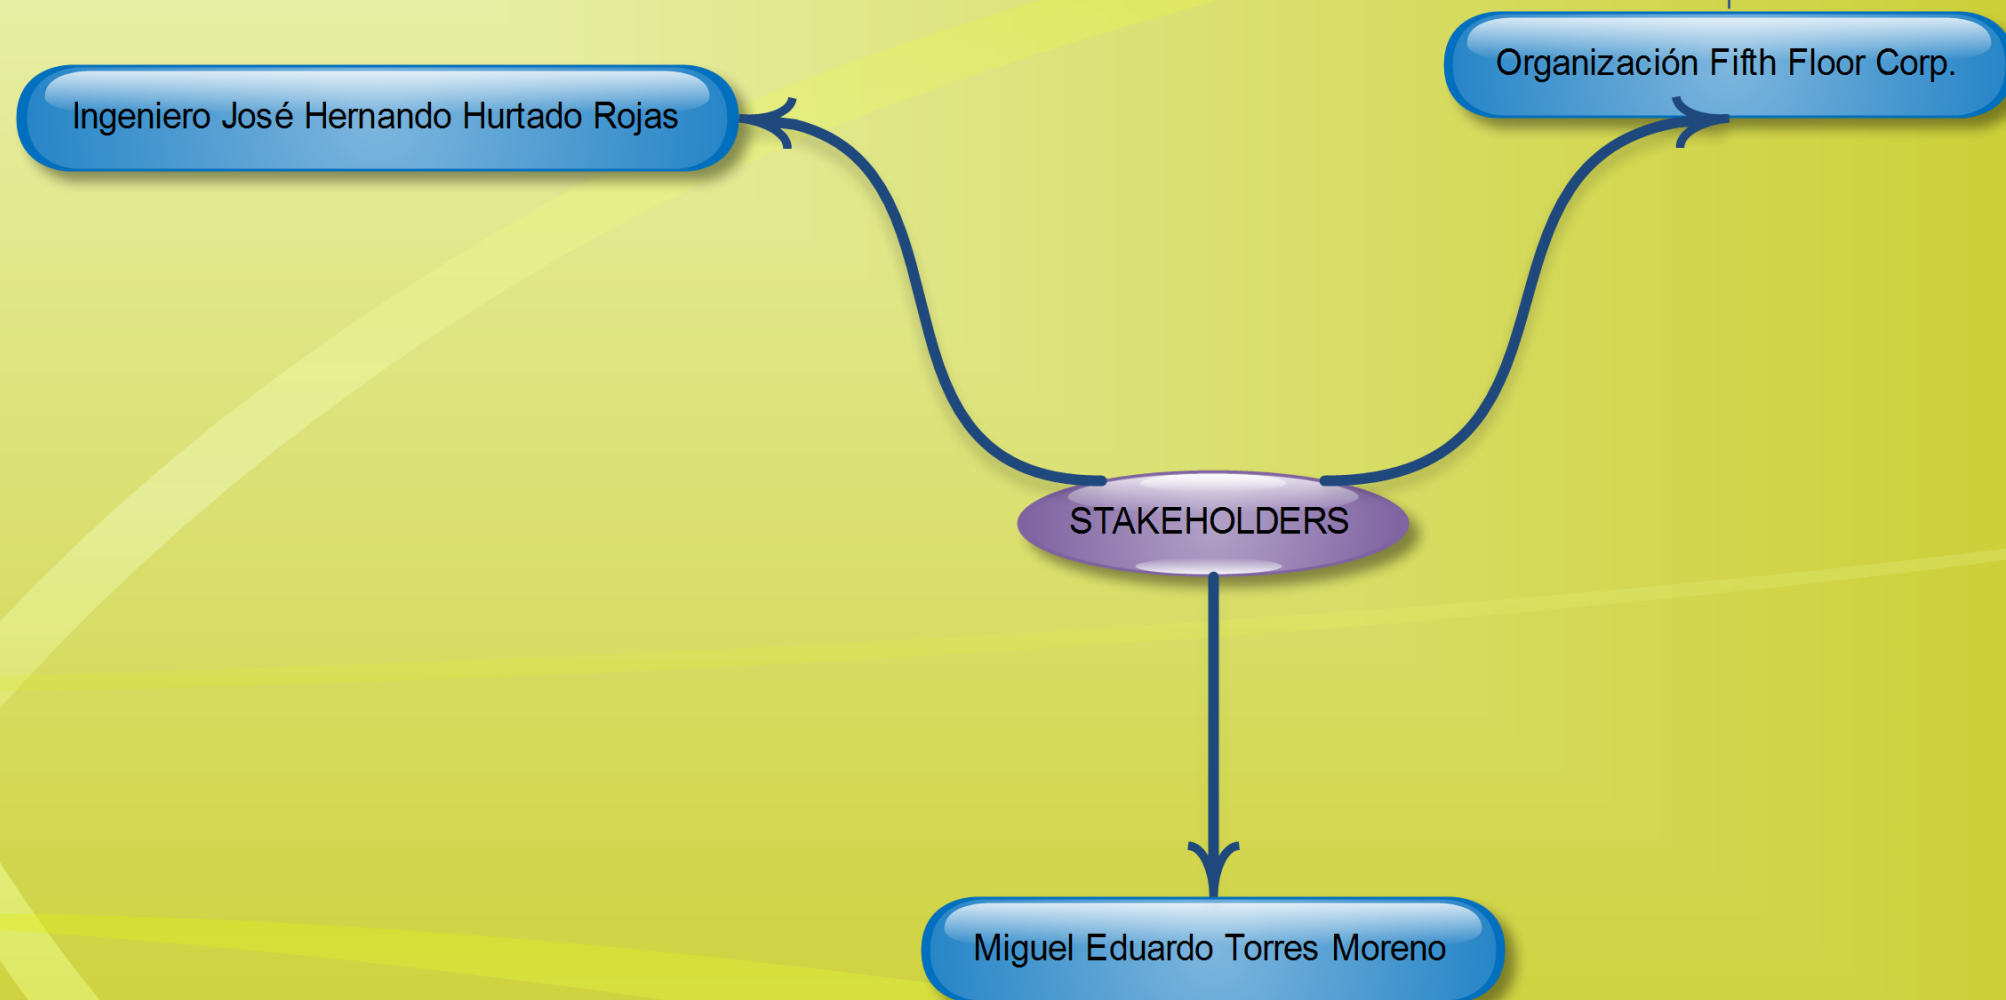 Organización Fifth Floor Corp.
Ingeniero José Hernando Hurtado Rojas
STAKEHOLDERS
Miguel Eduardo Torres Moreno